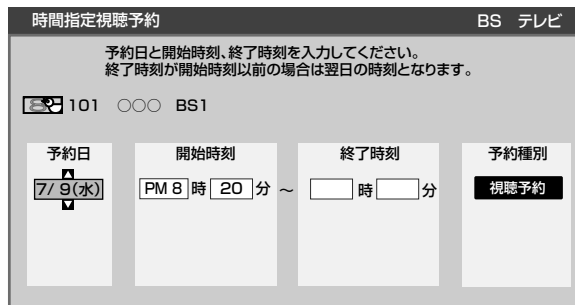 時間指定視聴予約 BS テレビ
予約日と開始時刻、終了時刻を入力してください。
終了時刻が開始時刻以前の場合は翌日の時刻となります。
101 ○○○ BS1
予約日 開始時刻 終了時刻 予約種別
7/ 9(水) PM 8 時 20 分 ～ 時 分 視聴予約